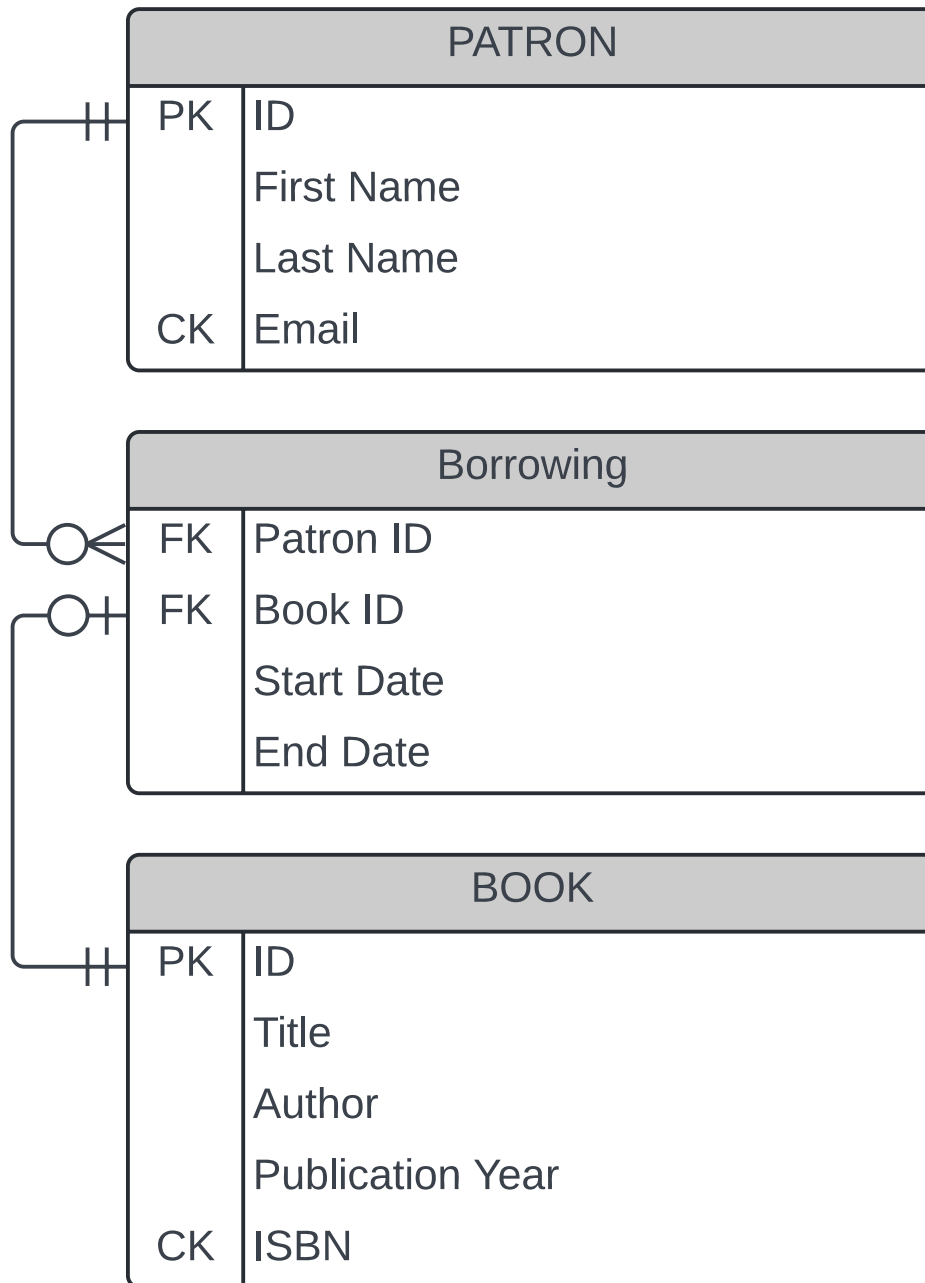 PATRON
PK ID
First Name
Last Name
CK Email
Borrowing
FK Patron ID
FK Book ID
Start Date
End Date
BOOK
PK ID
Title
Author
Publication Year
CK ISBN